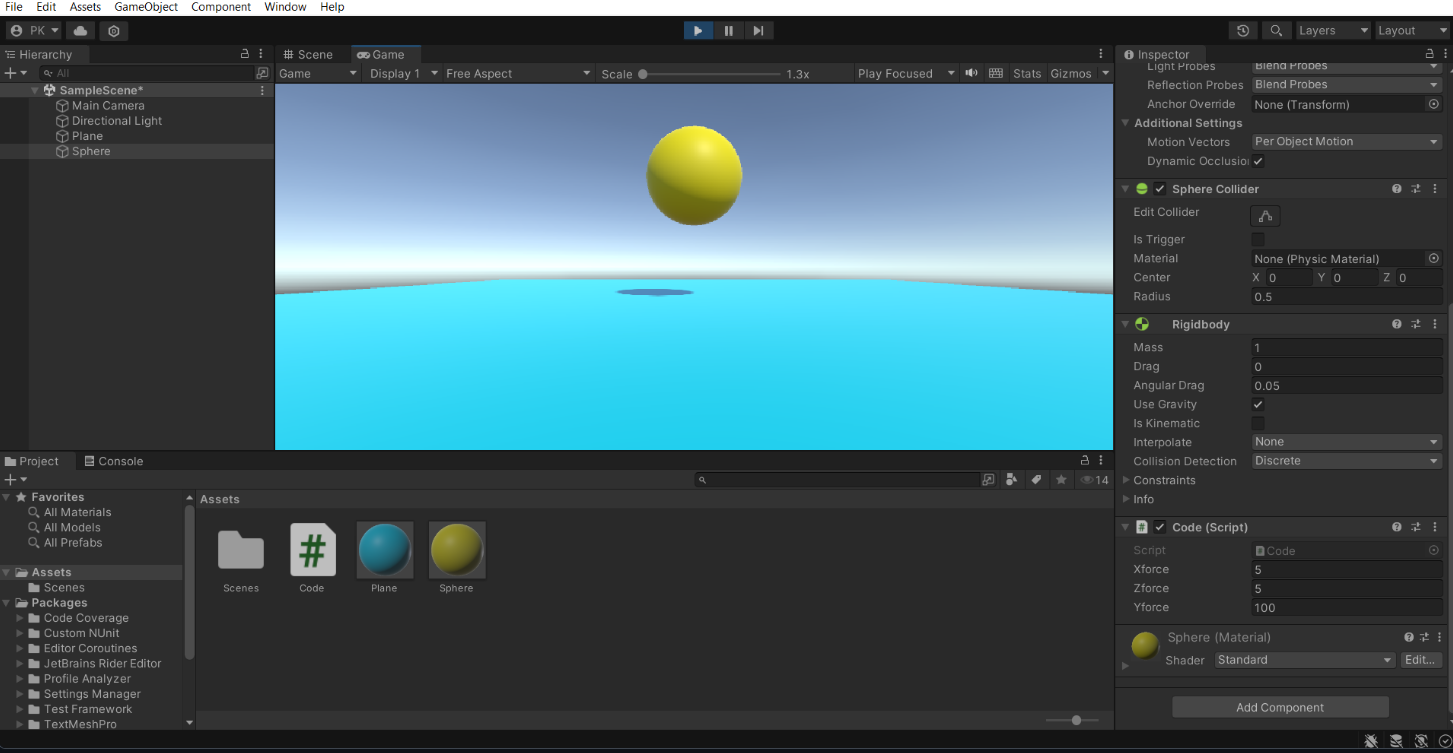 File Edit Assets GameObject Component Window Help
PK Layers Layout
Hierarchy
All
SampleScene*
Main Camera
Directional Light
Plane
Sphere
Scene Game
Game Display 1 Free Aspect Scale 1.3x Play Focused Stats Gizmos
Inspector
Light Probes Blend Probes
Reflection Probes Blend Probes
Anchor Override None (Transform)
Additional Settings
Motion Vectors Per Object Motion
Dynamic Occlusio
Sphere Collider
Edit Collider
Is Trigger
Material None (Physic Material)
Center X 0 Y 0 Z 0
Radius 0.5
Rigidbody
Mass 1
Drag 0
Angular Drag 0.05
Use Gravity
Is Kinematic
Interpolate None
Collision Detection Discrete
Constraints
Info
# Code (Script)
Script Code
Xforce 5
Zforce 5
Yforce 100
Sphere (Material)
Shader Standard Edit...
Add Component
Project Console
14
Favorites
All Materials
All Models
All Prefabs
Assets
Scenes
Packages
Code Coverage
Custom NUnit
Editor Coroutines
JetBrains Rider Editor
Profile Analyzer
Settings Manager
Test Framework
TextMeshPro
Assets
#
Scenes Code Plane Sphere